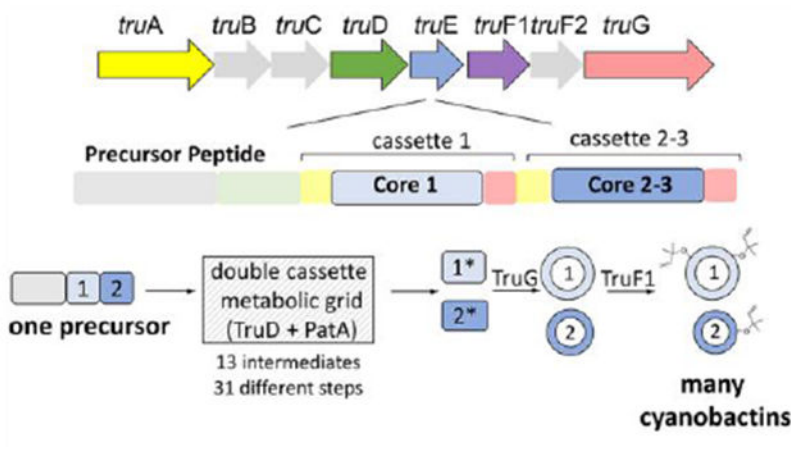 truA truB truC truD truE truF1 truF2 truG
cassette 1
cassette 2-3
Precursor Peptide
Core 1
Core 2-3
1 2
one precursor
double cassette
metabolic grid
(TruD + PatA)
13 intermediates
31 different steps
1*
2*
TruG
1
2
TruF1
1
2
many
cyanobactins